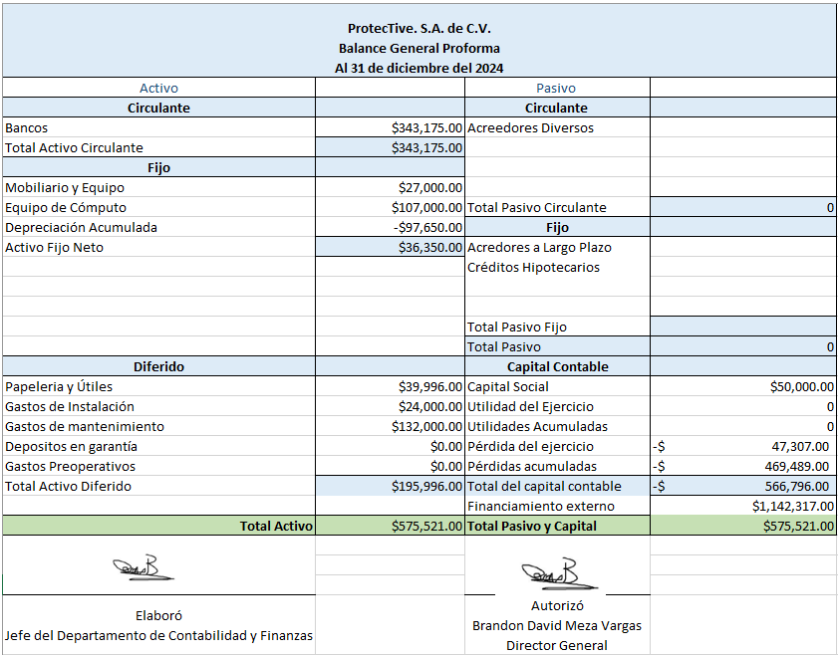 ProtecTive. S.A. de C.V.
Balance General Proforma
Al 31 de diciembre del 2024
Activo Pasivo
Circulante Circulante
Bancos $343,175.00 Acreedores Diversos
Total Activo Circulante $343,175.00
Fijo
Mobiliario y Equipo $27,000.00
Equipo de Cómputo $107,000.00 Total Pasivo Circulante 0
Depreciación Acumulada -$97,650.00 Fijo
Activo Fijo Neto $36,350.00 Acredores a Largo Plazo
Créditos Hipotecarios
Total Pasivo Fijo
Total Pasivo 0
Diferido Capital Contable
Papeleria y Útiles $39,996.00 Capital Social $50,000.00
Gastos de Instalación $24,000.00 Utilidad del Ejercicio 0
Gastos de mantenimiento $132,000.00 Utilidades Acumuladas 0
Depositos en garantía $0.00 Pérdida del ejercicio -$ 47,307.00
Gastos Preoperativos $0.00 Pérdidas acumuladas -$ 469,489.00
Total Activo Diferido $195,996.00 Total del capital contable -$ 566,796.00
Financiamiento externo $1,142,317.00
Total Activo $575,521.00 Total Pasivo y Capital $575,521.00
Elaboró
Jefe del Departamento de Contabilidad y Finanzas
Autorizó
Brandon David Meza Vargas
Director General